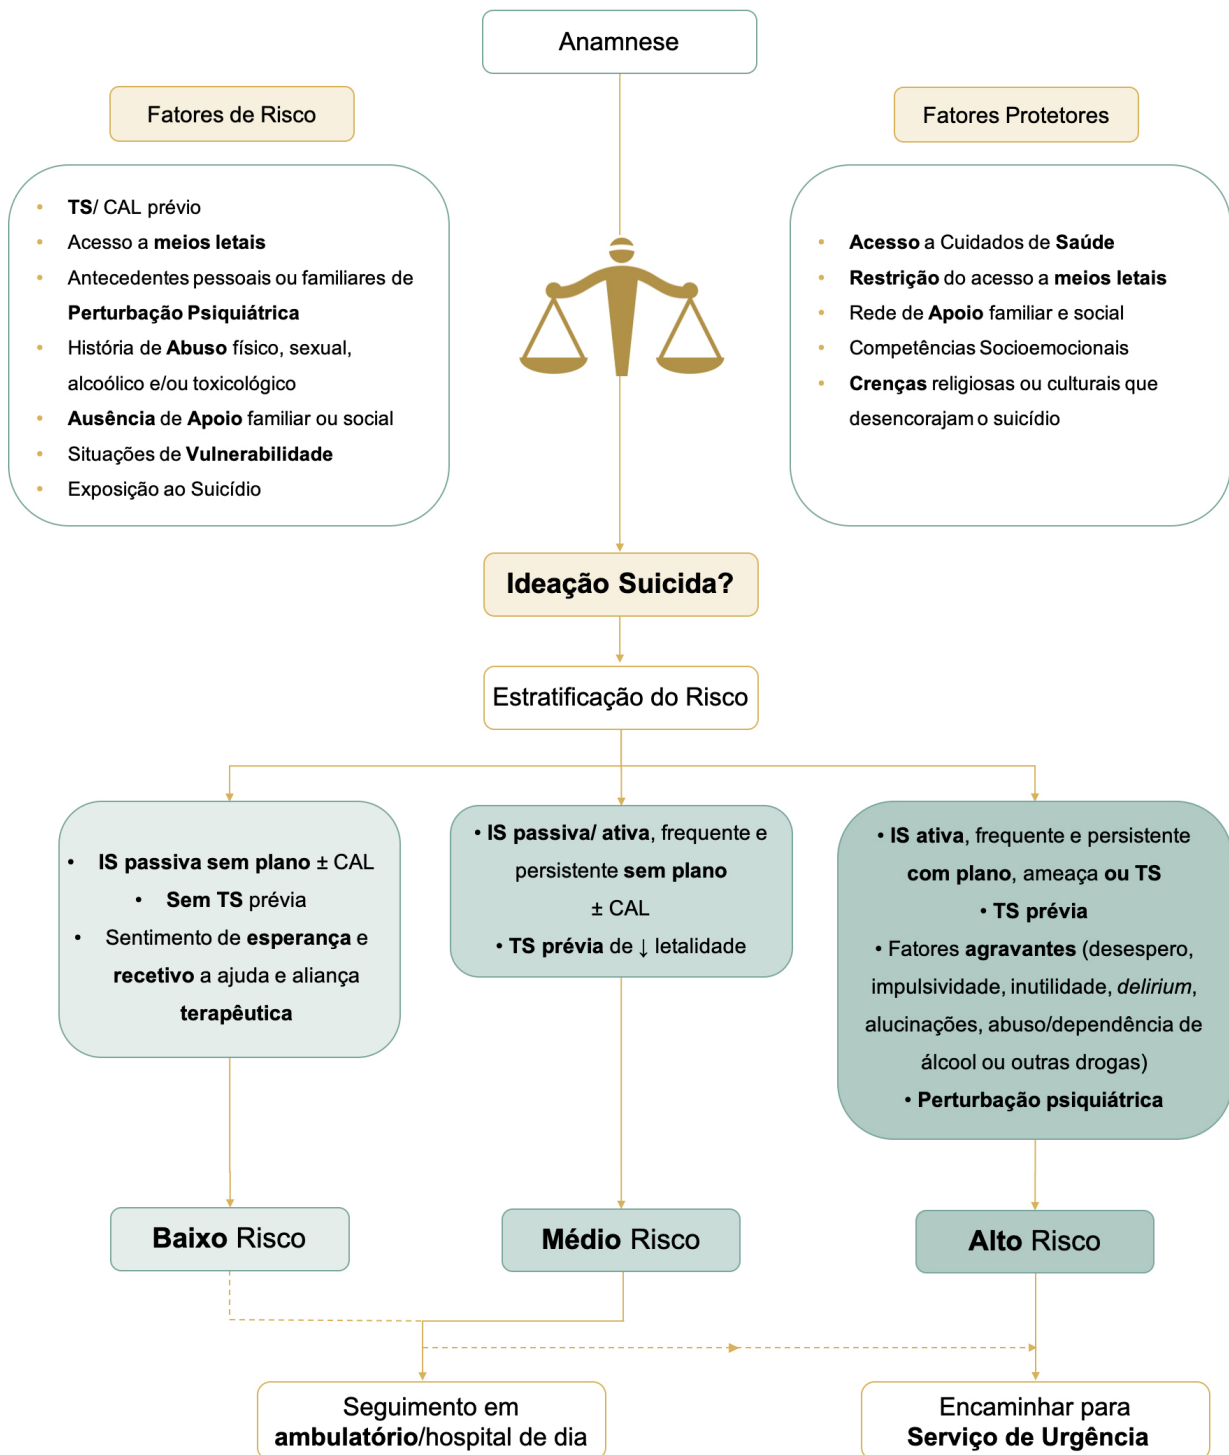 Anamnese
Fatores de Risco
TS/ CAL prévio
Acesso a meios letais
Antecedentes pessoais ou familiares de
Perturbação Psiquiátrica
História de Abuso físico, sexual,
alcoólico e/ou toxicológico
Ausência de Apoio familiar ou social
Situações de Vulnerabilidade
Exposição ao Suicídio
Fatores Protetores
Acesso a Cuidados de Saúde
Restrição do acesso a meios letais
Rede de Apoio familiar e social
Competências Socioemocionais
Crenças religiosas ou culturais que
desencorajam o suicídio
Ideação Suicida?
Estratificação do Risco
• IS passiva sem plano ± CAL
• Sem TS prévia
• Sentimento de esperança e
recetivo a ajuda e aliança
terapêutica
• IS passiva/ ativa, frequente e
persistente sem plano
± CAL
• TS prévia de ↓ letalidade
• IS ativa, frequente e persistente
com plano, ameaça ou TS
• TS prévia
• Fatores agravantes (desespero,
impulsividade, inutilidade, delirium,
alucinações, abuso/dependência de
álcool ou outras drogas)
• Perturbação psiquiátrica
Baixo Risco
Médio Risco
Alto Risco
Seguimento em
ambulatório/hospital de dia
Encaminhar para
Serviço de Urgência